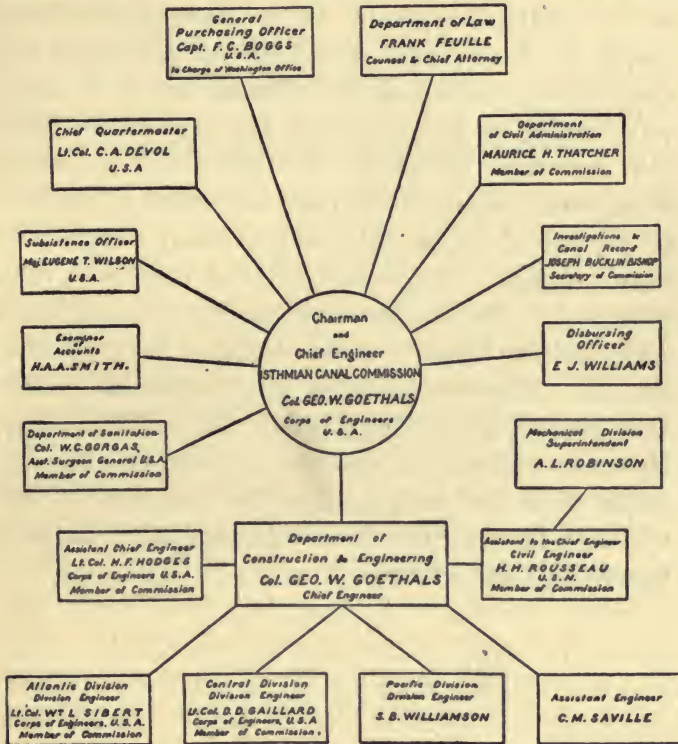 General
Purchasing Officer
Capt. F. C. BOGGS
U.S.A.
In Charge of Washington Office
Department of Law
FRANK FEUILLE
Counsel & Chief Attorney
Chief Quartermaster
Lt. Col. C. A. DEVOL
U.S.A
Department
of Civil Administration
MAURICE H. THATCHER
Member of Commission
Subsistence Officer
Maj. EUGENE T. WILSON
U.S.A.
Investigations &
Canal Record
JOSEPH BUCKLIN BISHOP
Secretary of Commission
Chairman
and
Chief Engineer
ISTHMIAN CANAL COMMISSION
Col. GEO. W. GOETHALS
Corps of Engineers
U.S.A.
Examiner
of
Accounts
H.A.A. SMITH.
Disbursing
Officer
E J. WILLIAMS
Department of Sanitation
Col. W. C. GORGAS,
Asst. Surgeon General U.S.A.
Member of Commission
Mechanical Division
Superintendent
A. L. ROBINSON
Assistant Chief Engineer
Lt. Col. H. F. HODGES
Corps of Engineers U.S.A.
Member of Commission
Department of
Construction & Engineering
Col. GEO. W. GOETHALS
Chief Engineer
Assistant to the Chief Engineer
Civil Engineer
H. H. ROUSSEAU
U.S.N.
Member of Commission
Atlantic Division
Division Engineer
Lt. Col. Wm L SIBERT
Corps of Engineers, U.S.A.
Member of Commission
Central Division
Division Engineer
Lt. Col. D. D. GAILLARD
Corps of Engineers, U.S.A
Member of Commission.
Pacific Division
Division Engineer
S. B. WILLIAMSON
Assistant Engineer
C. M. SAVILLE